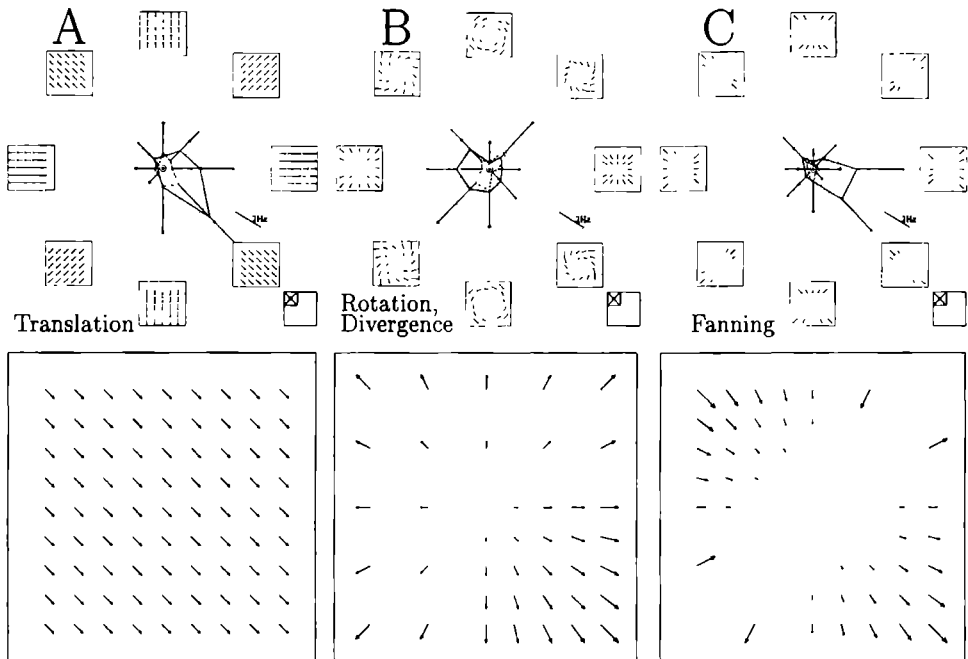 A
B
C
1Hz
1Hz
1Hz
Translation
Rotation,
Divergence
Fanning